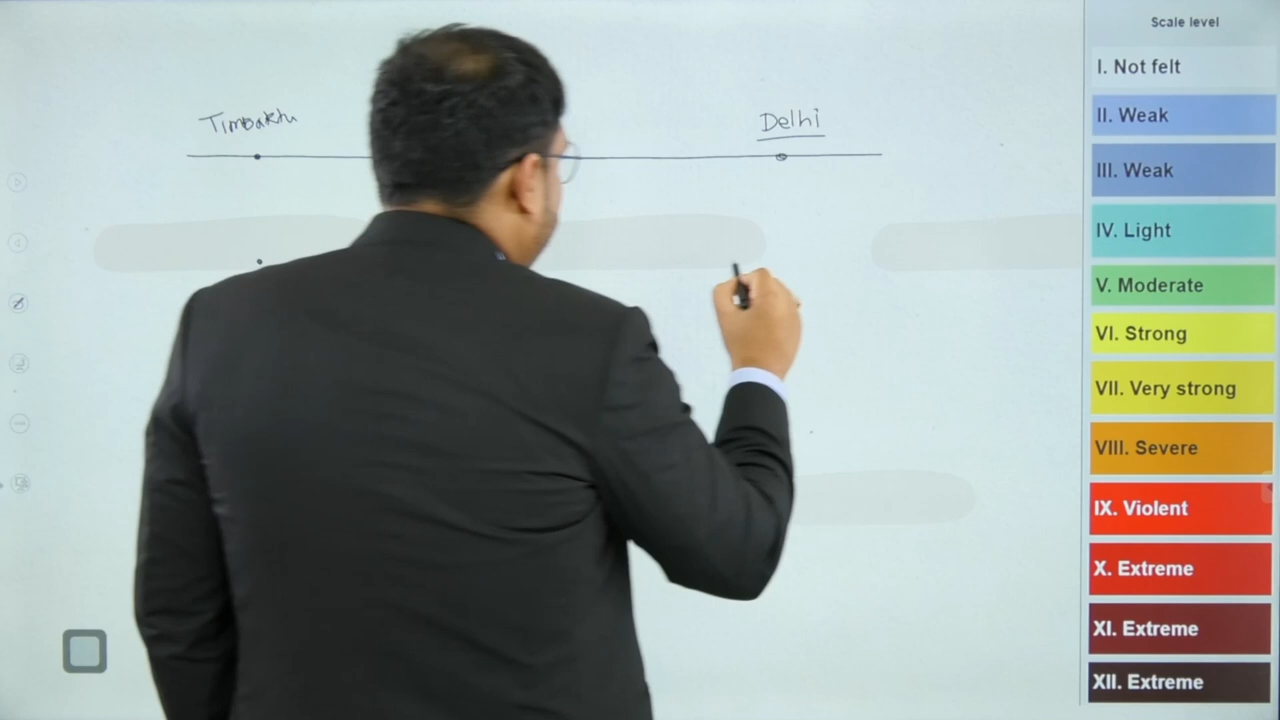 Timbaktu
Delhi
Scale level
I. Not felt
II. Weak
III. Weak
IV. Light
V. Moderate
VI. Strong
VII. Very strong
VIII. Severe
IX. Violent
X. Extreme
XI. Extreme
XII. Extreme